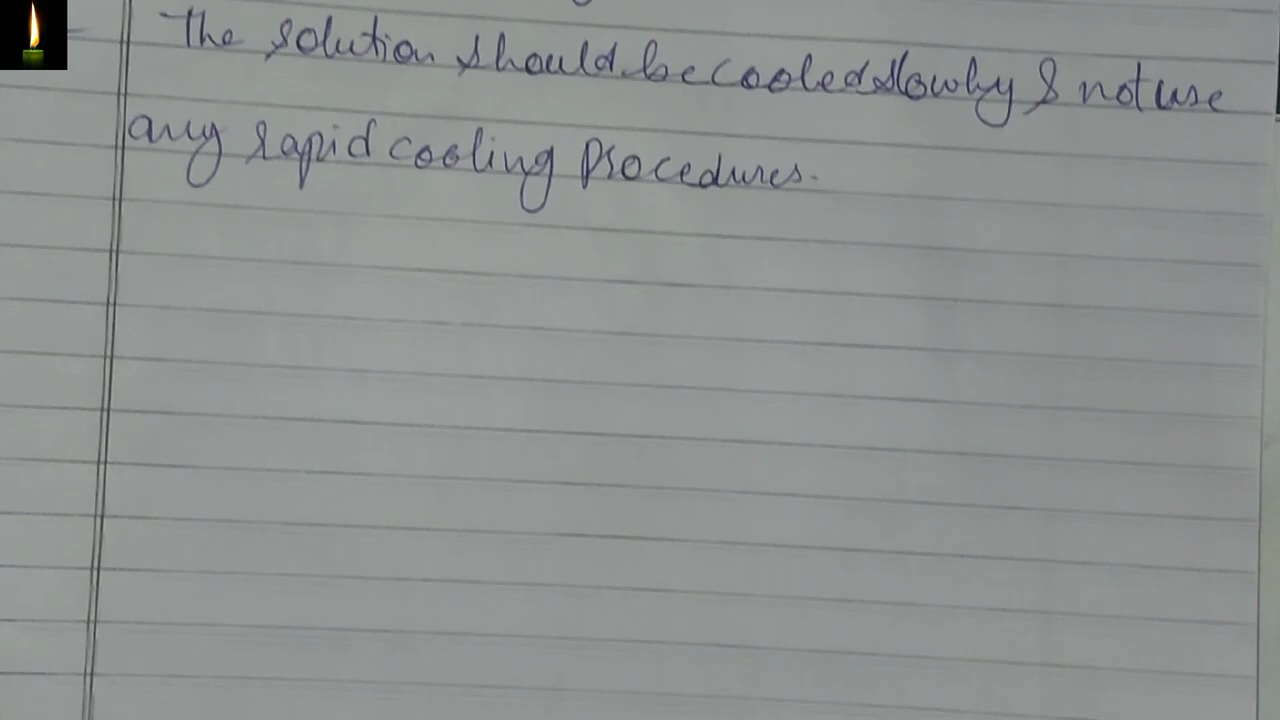 The solution should be cooled slowly & not use
any rapid cooling procedures.